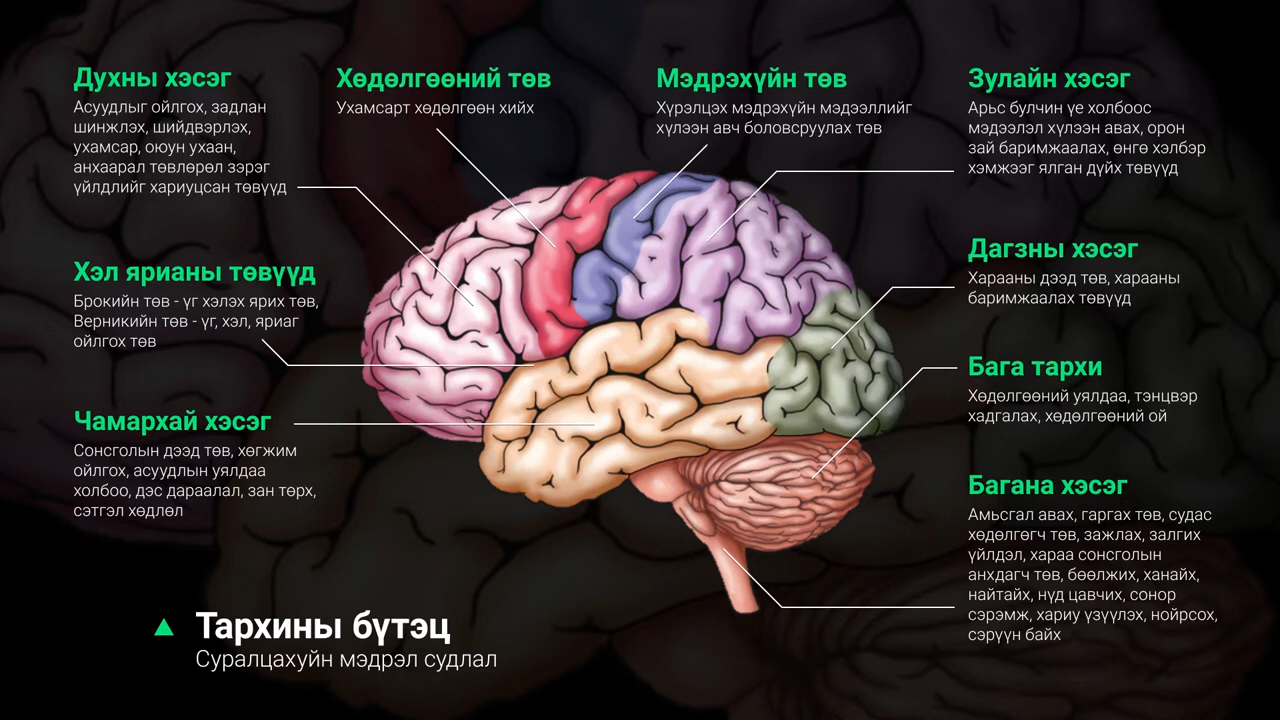 Духны хэсэг
Асуудлыг ойлгох, задлан
шинжлэх, шийдвэрлэх,
ухамсар, оюун ухаан,
анхаарал төвлөрөл зэрэг
үйлдлийг хариуцсан төвүүд
Хөдөлгөөний төв
Ухамсарт хөдөлгөөн хийх
Мэдрэхүйн төв
Хүрэлцэх мэдрэхүйн мэдээллийг
хүлээн авч боловсруулах төв
Зулайн хэсэг
Арьс булчин үе холбоос
мэдээлэл хүлээн авах, орон
зай баримжаалах, өнгө хэлбэр
хэмжээг ялган дүйх төвүүд
Хэл ярианы төвүүд
Брокийн төв - үг хэлэх ярих төв,
Верникийн төв - үг, хэл, яриаг
ойлгох төв
Дагзны хэсэг
Харааны дээд төв, харааны
баримжаалах төвүүд
Чамархай хэсэг
Сонсголын дээд төв, хөгжим
ойлгох, асуудлын уялдаа
холбоо, дэс дараалал, зан төрх,
сэтгэл хөдлөл
Бага тархи
Хөдөлгөөний уялдаа, тэнцвэр
хадгалах, хөдөлгөөний ой
Багана хэсэг
Амьсгал авах, гаргах төв, судас
хөдөлгөгч төв, зажлах, залгих
үйлдэл, хараа сонсголын
анхдагч төв, бөөлжих, ханайх,
найтайх, нүд цавчих, сонор
сэрэмж, хариу үзүүлэх, нойрсох,
сэрүүн байх
Тархины бүтэц
Суралцахуйн мэдрэл судлал